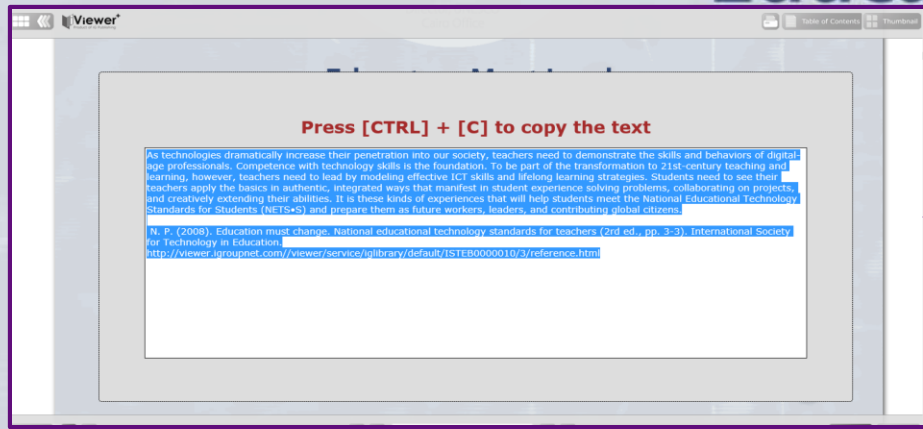 Viewer+
Table of Contents
Thumbnail
Press [CTRL] + [C] to copy the text
As technologies dramatically increase their penetration into our society, teachers need to demonstrate the skills and behaviors of digital-
age professionals. Competence with technology skills is the foundation. To be part of the transformation to 21st-century teaching and
learning, however, teachers need to lead by modeling effective ICT skills and lifelong learning strategies. Students need to see their
teachers apply the basics in authentic, integrated ways that manifest in student experience solving problems, collaborating on projects,
and creatively extending their abilities. It is these kinds of experiences that will help students meet the National Educational Technology
Standards for Students (NETS•S) and prepare them as future workers, leaders, and contributing global citizens.
N. P. (2008). Education must change. National educational technology standards for teachers (2rd ed., pp. 3-3). International Society
for Technology in Education.
http://viewer.igroupnet.com//viewer/service/iglibrary/default/ISTEB0000010/3/reference.html